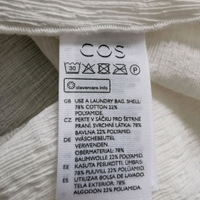 COS
30
P
clevercare.info
GB USE A LAUNDRY BAG. SHELL:
78% COTTON 22%
POLYAMIDE.
CZ PERTE V SÁČKU PRO ŠETRNÉ
PRANÍ. SVRCHNÍ LÁTKA: 78%
BAVLNA 22% POLYAMID
DE WÄSCHEBEUTEL
VERWENDEN.
OBERMATERIAL: 78%
BAUMWOLLE 22% POLYAMID
EE KASUTA PESUKOTTI. ÜMBRIS:
78% PUUVILL 22% POLÜAMIID
ES UTILIZAR BOLSA DE LAVADO.
TELA EXTERIOR: 78%
ALGODÓN 22% POLIAMIDA